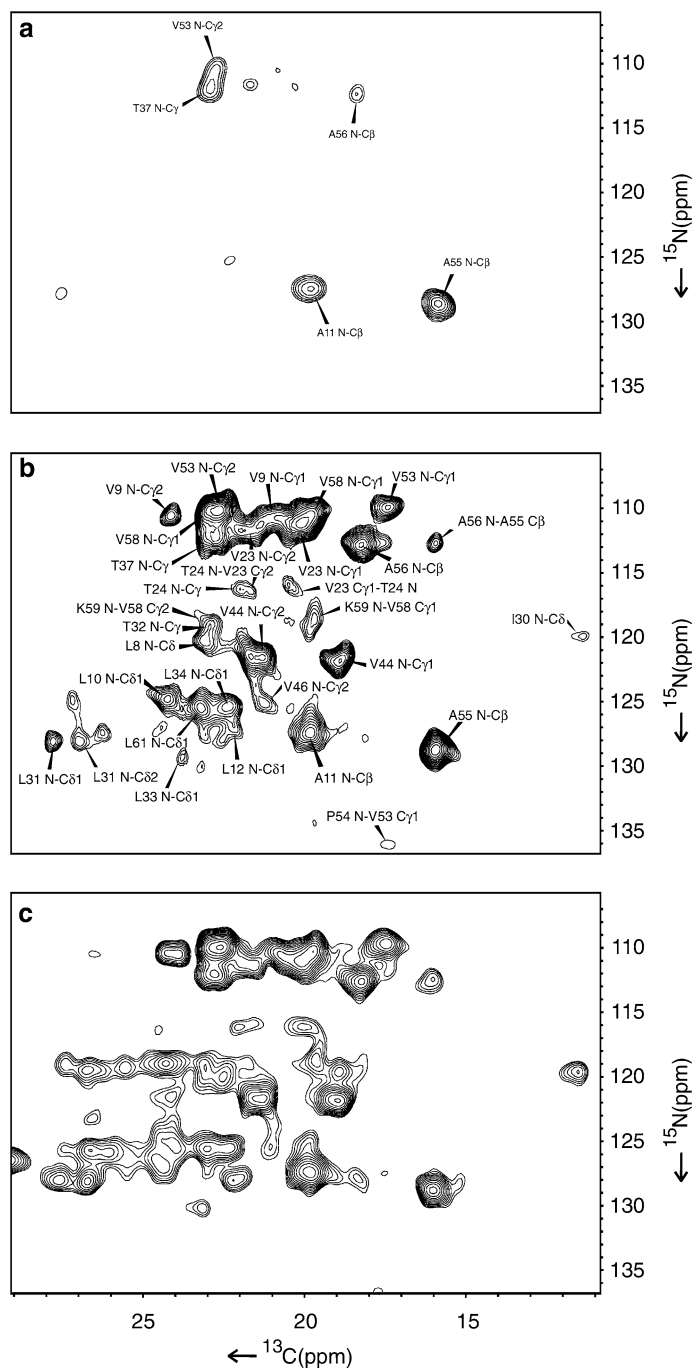 a
V53 N-Cγ2
T37 N-Cγ
A56 N-Cβ
A55 N-Cβ
A11 N-Cβ
110
115
120
125
130
135
15N(ppm)
b
V53 N-Cγ2
V9 N-Cγ1
V58 N-Cγ1
V53 N-Cγ1
V9 N-Cγ2
A56 N-A55 Cβ
V58 N-Cγ1
V23 N-Cγ2
A56 N-Cβ
T37 N-Cγ
V23 N-Cγ1
T24 N-V23 Cγ2
T24 N-Cγ
V23 Cγ1-T24 N
K59 N-V58 Cγ2
V44 N-Cγ2
K59 N-V58 Cγ1
I30 N-Cδ
T32 N-Cγ
L8 N-Cδ
V44 N-Cγ1
L34 N-Cδ1
L10 N-Cδ1
V46 N-Cγ2
A55 N-Cβ
L61 N-Cδ1
L31 N-Cδ1
L31 N-Cδ2
L12 N-Cδ1
A11 N-Cβ
L33 N-Cδ1
P54 N-V53 Cγ1
110
115
120
125
130
135
15N(ppm)
c
110
115
120
125
130
135
15N(ppm)
25
20
15
← 13C(ppm)